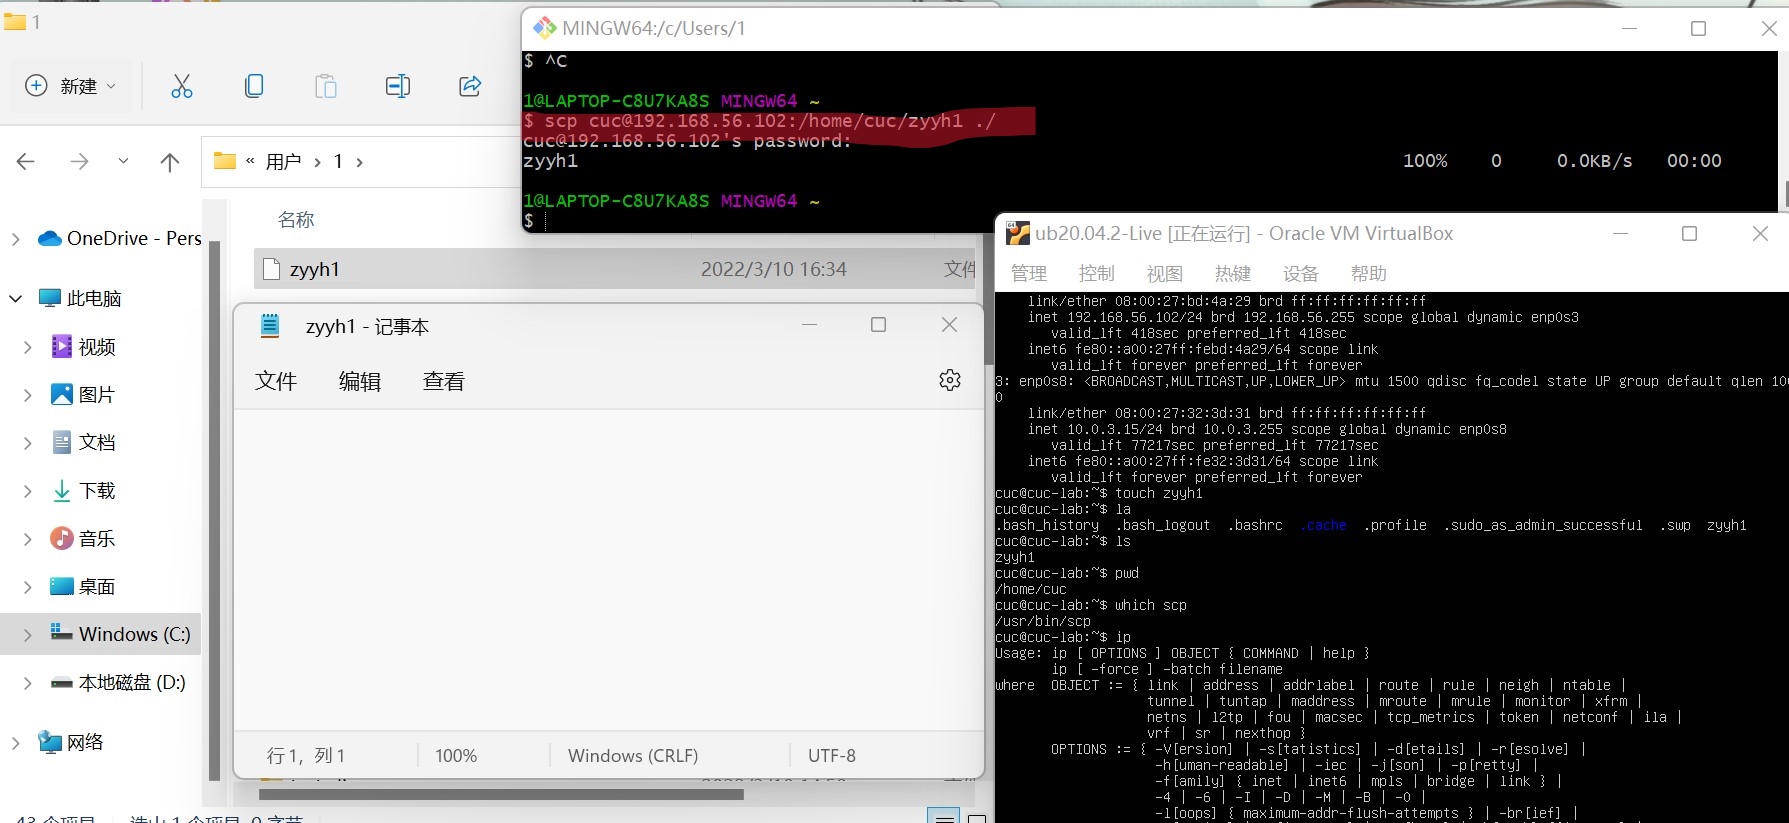 1
新建
« 用户 › 1 ›
名称
OneDrive - Pers
此电脑
视频
图片
文档
下载
音乐
桌面
Windows (C:)
本地磁盘 (D:)
网络
zyyh1 2022/3/10 16:34 文件
zyyh1 - 记事本
文件 编辑 查看
行 1，列 1 100% Windows (CRLF) UTF-8
MINGW64:/c/Users/1
$ ^C
1@LAPTOP-C8U7KA8S MINGW64 ~
$ scp cuc@192.168.56.102:/home/cuc/zyyh1 ./
cuc@192.168.56.102's password:
zyyh1 100% 0 0.0KB/s 00:00
1@LAPTOP-C8U7KA8S MINGW64 ~
$
ub20.04.2-Live [正在运行] - Oracle VM VirtualBox
管理 控制 视图 热键 设备 帮助
link/ether 08:00:27:bd:4a:29 brd ff:ff:ff:ff:ff:ff
inet 192.168.56.102/24 brd 192.168.56.255 scope global dynamic enp0s3
valid_lft 418sec preferred_lft 418sec
inet6 fe80::a00:27ff:febd:4a29/64 scope link
valid_lft forever preferred_lft forever
3: enp0s8: <BROADCAST,MULTICAST,UP,LOWER_UP> mtu 1500 qdisc fq_codel state UP group default qlen 100
0
link/ether 08:00:27:32:3d:31 brd ff:ff:ff:ff:ff:ff
inet 10.0.3.15/24 brd 10.0.3.255 scope global dynamic enp0s8
valid_lft 77217sec preferred_lft 77217sec
inet6 fe80::a00:27ff:fe32:3d31/64 scope link
valid_lft forever preferred_lft forever
cuc@cuc-lab:~$ touch zyyh1
cuc@cuc-lab:~$ la
.bash_history .bash_logout .bashrc .cache .profile .sudo_as_admin_successful .swp zyyh1
cuc@cuc-lab:~$ ls
zyyh1
cuc@cuc-lab:~$ pwd
/home/cuc
cuc@cuc-lab:~$ which scp
/usr/bin/scp
cuc@cuc-lab:~$ ip
Usage: ip [ OPTIONS ] OBJECT { COMMAND | help }
ip [ -force ] -batch filename
where OBJECT := { link | address | addrlabel | route | rule | neigh | ntable |
tunnel | tuntap | maddress | mroute | mrule | monitor | xfrm |
netns | l2tp | fou | macsec | tcp_metrics | token | netconf | ila |
vrf | sr | nexthop }
OPTIONS := { -V[ersion] | -s[tatistics] | -d[etails] | -r[esolve] |
-h[uman-readable] | -iec | -j[son] | -p[retty] |
-f[amily] { inet | inet6 | mpls | bridge | link } |
-4 | -6 | -I | -D | -M | -B | -0 |
-l[oops] { maximum-addr-flush-attempts } | -br[ief] |